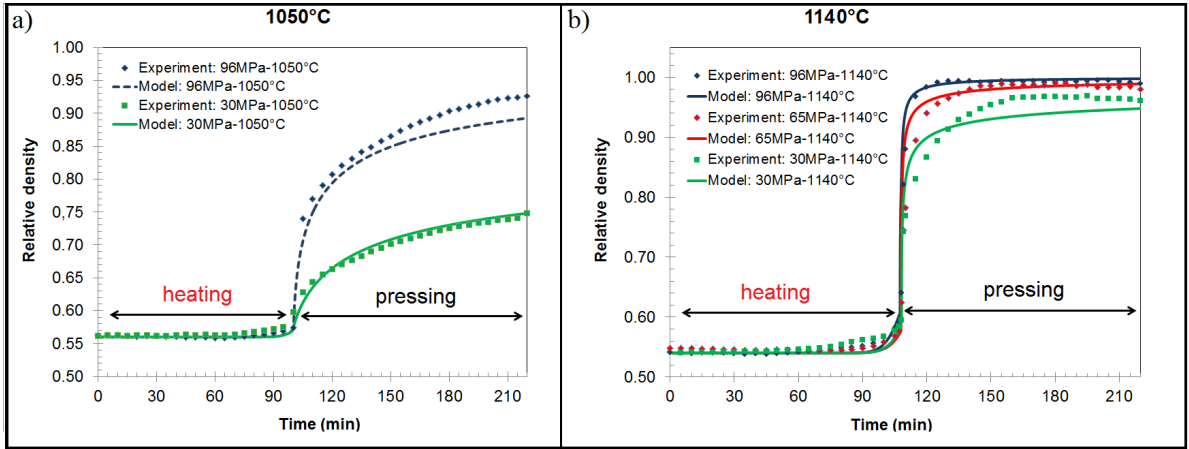 a)
1050°C
Experiment: 96MPa-1050°C
Model: 96MPa-1050°C
Experiment: 30MPa-1050°C
Model: 30MPa-1050°C
1.00
0.95
0.90
0.85
0.80
0.75
0.70
0.65
0.60
0.55
0.50
Relative density
heating
pressing
0 30 60 90 120 150 180 210
Time (min)
b)
1140°C
Experiment: 96MPa-1140°C
Model: 96MPa-1140°C
Experiment: 65MPa-1140°C
Model: 65MPa-1140°C
Experiment: 30MPa-1140°C
Model: 30MPa-1140°C
1.00
0.90
0.80
0.70
0.60
0.50
Relative density
heating
pressing
0 30 60 90 120 150 180 210
Time (min)